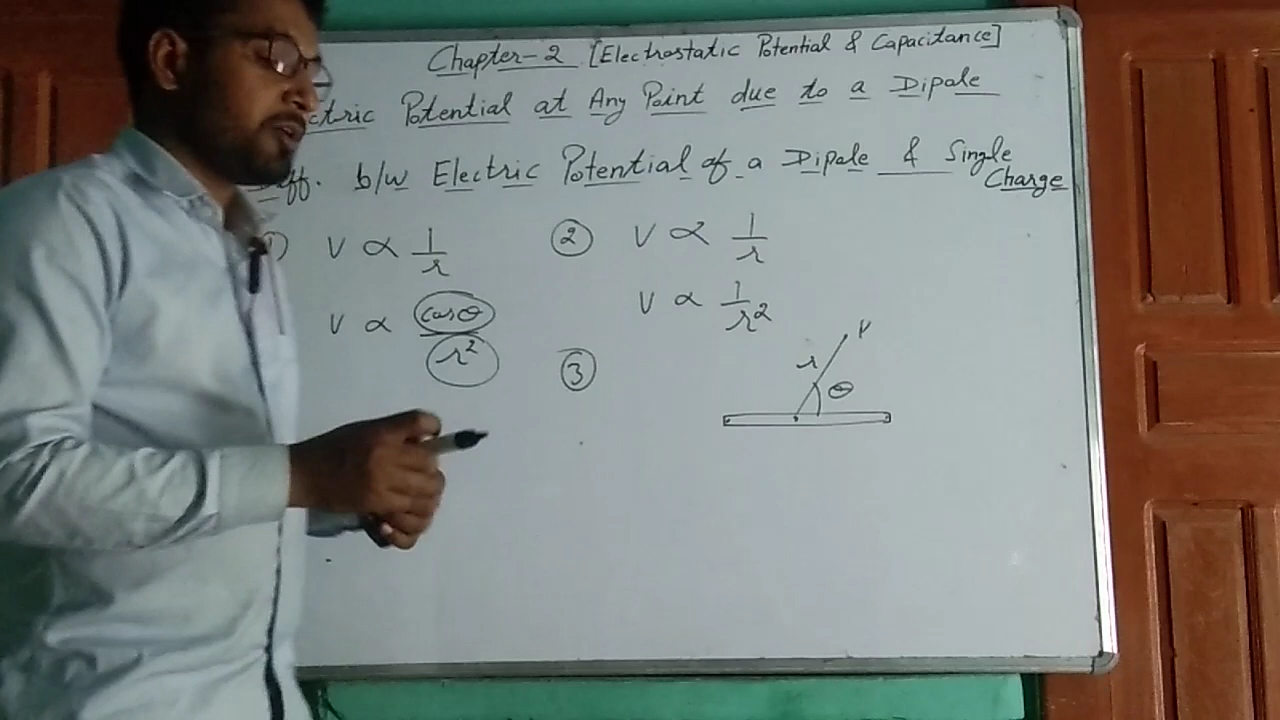 Chapter-2 [Electrostatic Potential & Capacitance]
ctric Potential at Any Point due to a Dipole
Diff. b/w Electric Potential of a Dipole & Single Charge
① V ∝ 1/r
V ∝ cosθ/r²
② V ∝ 1/r
V ∝ 1/r²
③
P
r
θ